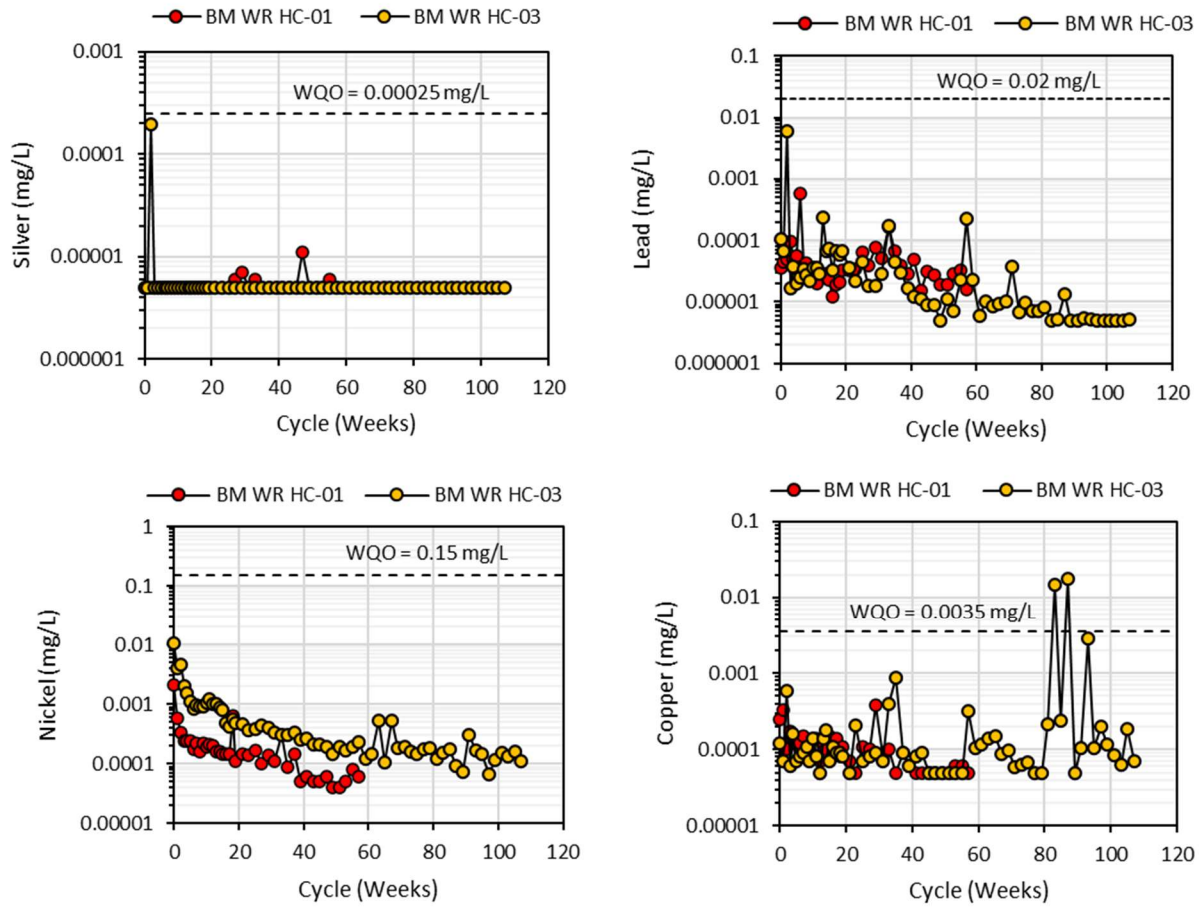 BM WR HC-01 BM WR HC-03
0.001
WQO = 0.00025 mg/L
0.0001
0.00001
0.000001
Silver (mg/L)
0 20 40 60 80 100 120
Cycle (Weeks)
BM WR HC-01 BM WR HC-03
0.1
WQO = 0.02 mg/L
0.01
0.001
0.0001
0.00001
0.000001
Lead (mg/L)
0 20 40 60 80 100 120
Cycle (Weeks)
BM WR HC-01 BM WR HC-03
1
WQO = 0.15 mg/L
0.1
0.01
0.001
0.0001
0.00001
Nickel (mg/L)
0 20 40 60 80 100 120
Cycle (Weeks)
BM WR HC-01 BM WR HC-03
0.1
0.01
WQO = 0.0035 mg/L
0.001
0.0001
0.00001
Copper (mg/L)
0 20 40 60 80 100 120
Cycle (Weeks)